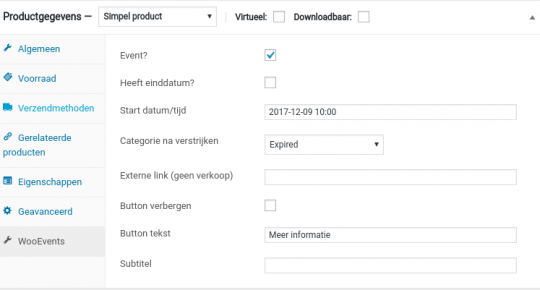 Productgegevens — Simpel product Virtueel: Downloadbaar:
Algemeen
Voorraad
Verzendmethoden
Gerelateerde
producten
Eigenschappen
Geavanceerd
WooEvents
Event?
Heeft einddatum?
Start datum/tijd 2017-12-09 10:00
Categorie na verstrijken Expired
Externe link (geen verkoop)
Button verbergen
Button tekst Meer informatie
Subtitel